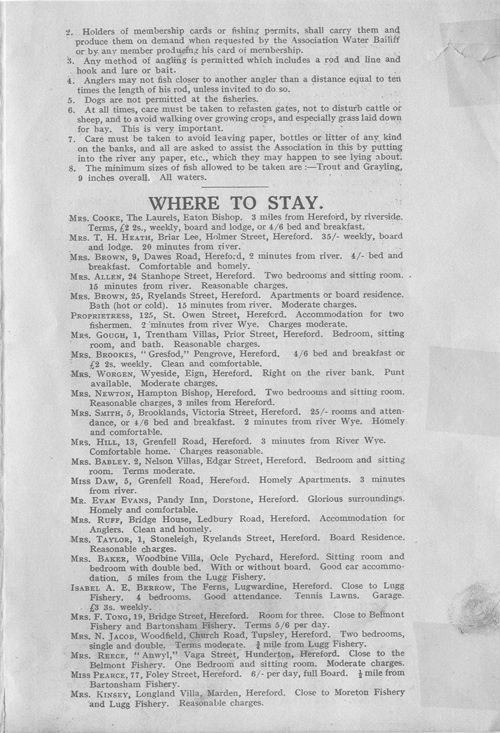 2. Holders of membership cards or fishing permits, shall carry them and
produce them on demand when requested by the Association Water Bailiff
or by any member producing his card of membership.
3. Any method of angling is permitted which includes a rod and line and
hook and lure or bait.
4. Anglers may not fish closer to another angler than a distance equal to ten
times the length of his rod, unless invited to do so.
5. Dogs are not permitted at the fisheries.
6. At all times, care must be taken to refasten gates, not to disturb cattle or
sheep, and to avoid walking over growing crops, and especially grass laid down
for hay. This is very important.
7. Care must be taken to avoid leaving paper, bottles or litter of any kind
on the banks, and all are asked to assist the Association in this by putting
into the river any paper, etc., which they may happen to see lying about.
8. The minimum sizes of fish allowed to be taken are :—Trout and Grayling,
9 inches overall. All waters.
WHERE TO STAY.
MRS. COOKE, The Laurels, Eaton Bishop. 3 miles from Hereford, by riverside.
Terms, £2 2s., weekly, board and lodge, or 4/6 bed and breakfast.
MRS. T. H. HEATH, Briar Lee, Holmer Street, Hereford. 35/- weekly, board
and lodge. 20 minutes from river.
MRS. BROWN, 9, Dawes Road, Hereford, 2 minutes from river. 4/- bed and
breakfast. Comfortable and homely.
MRS. ALLEN, 24 Stanhope Street, Hereford. Two bedrooms and sitting room.
15 minutes from river. Reasonable charges.
MRS. BROWN, 25, Ryelands Street, Hereford. Apartments or board residence.
Bath (hot or cold). 15 minutes from river. Moderate charges.
PROPRIETRESS, 125, St. Owen Street, Hereford. Accommodation for two
fishermen. 2 minutes from river Wye. Charges moderate.
MRS. GOUGH, 1, Trentham Villas, Prior Street, Hereford. Bedroom, sitting
room, and bath. Reasonable charges.
MRS. BROOKES, "Gresfod," Pengrove, Hereford. 4/6 bed and breakfast or
£2 2s. weekly. Clean and comfortable.
MRS. WORGEN, Wyeside, Eign, Hereford. Right on the river bank. Punt
available. Moderate charges.
MRS. NEWTON, Hampton Bishop, Hereford. Two bedrooms and sitting room.
Reasonable charges, 3 miles from Hereford.
MRS. SMITH, 5, Brooklands, Victoria Street, Hereford. 25/- rooms and atten-
dance, or 4/6 bed and breakfast. 2 minutes from river Wye. Homely
and comfortable.
MRS. HILL, 13, Grenfell Road, Hereford. 3 minutes from River Wye.
Comfortable home. Charges reasonable.
MRS. BABLEY. 2, Nelson Villas, Edgar Street, Hereford. Bedroom and sitting
room. Terms moderate.
MISS DAW, 5, Grenfell Road, Hereford. Homely Apartments. 3 minutes
from river.
MR. EVAN EVANS, Pandy Inn, Dorstone, Hereford. Glorious surroundings.
Homely and comfortable.
MRS. RUFF, Bridge House, Ledbury Road, Hereford. Accommodation for
Anglers. Clean and homely.
MRS. TAYLOR, 1, Stoneleigh, Ryelands Street, Hereford. Board Residence.
Reasonable charges.
MRS. BAKER, Woodbine Villa, Ocle Pychard, Hereford. Sitting room and
bedroom with double bed. With or without board. Good car accommo-
dation. 5 miles from the Lugg Fishery.
ISABEL A. E. BERROW, The Ferns, Lugwardine, Hereford. Close to Lugg
Fishery. 4 bedrooms. Good attendance. Tennis Lawns. Garage.
£3 3s. weekly.
MRS. F. TONG, 19, Bridge Street, Hereford. Room for three. Close to Belmont
Fishery and Bartonsham Fishery. Terms 5/6 per day.
MRS. N. JACOB, Woodfield, Church Road, Tupsley, Hereford. Two bedrooms,
single and double. Terms moderate. ¾ mile from Lugg Fishery.
MRS. REECE, "Anwyl," Vaga Street, Hunderton, Hereford. Close to the
Belmont Fishery. One Bedroom and sitting room. Moderate charges.
MISS PEARCE, 77, Foley Street, Hereford. 6/- per day, full Board. ½ mile from
Bartonsham Fishery.
MRS. KINSEY, Longland Villa, Marden, Hereford. Close to Moreton Fishery
and Lugg Fishery. Reasonable charges.